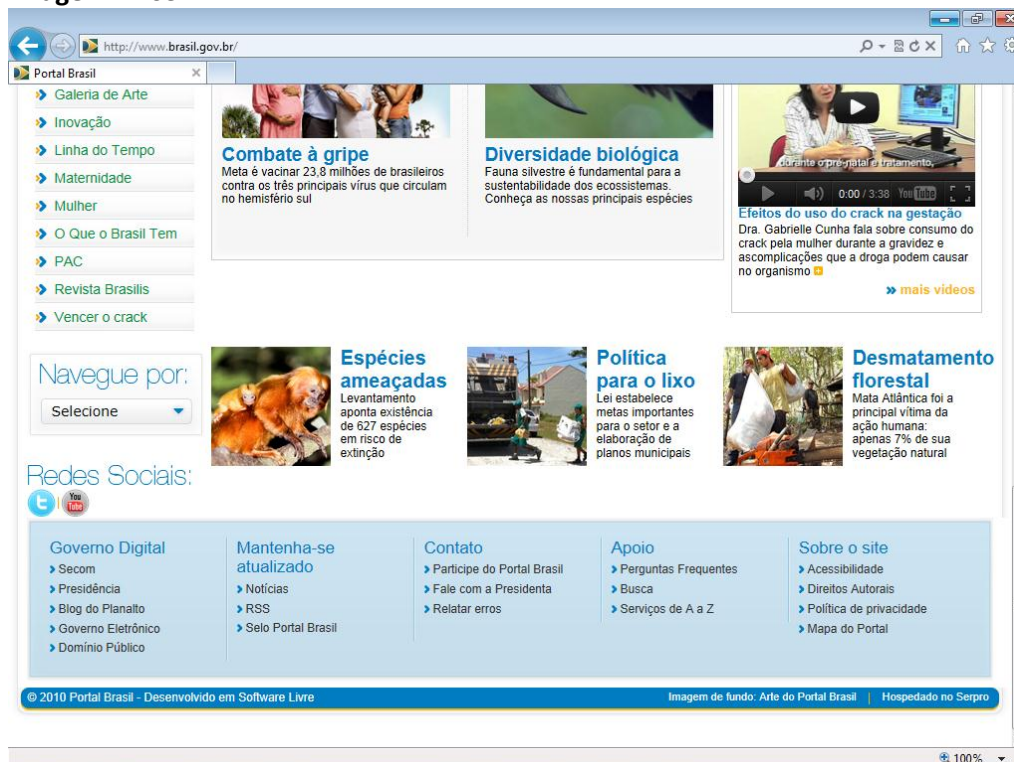 http://www.brasil.gov.br/
Portal Brasil
Galeria de Arte
Inovação
Linha do Tempo
Maternidade
Mulher
O Que o Brasil Tem
PAC
Revista Brasilis
Vencer o crack
Combate à gripe
Meta é vacinar 23,8 milhões de brasileiros
contra os três principais vírus que circulam
no hemisfério sul
Diversidade biológica
Fauna silvestre é fundamental para a
sustentabilidade dos ecossistemas.
Conheça as nossas principais espécies
durante o pré-natal e tratamento,
0:00 / 3:38 YouTube
Efeitos do uso do crack na gestação
Dra. Gabrielle Cunha fala sobre consumo do
crack pela mulher durante a gravidez e
ascomplicações que a droga podem causar
no organismo
mais vídeos
Navegue por:
Selecione
Redes Sociais:
You Tube
Espécies
ameaçadas
Levantamento
aponta existência
de 627 espécies
em risco de
extinção
Política
para o lixo
Lei estabelece
metas importantes
para o setor e a
elaboração de
planos municipais
Desmatamento
florestal
Mata Atlântica foi a
principal vítima da
ação humana:
apenas 7% de sua
vegetação natural
Governo Digital
Secom
Presidência
Blog do Planalto
Governo Eletrônico
Domínio Público
Mantenha-se
atualizado
Notícias
RSS
Selo Portal Brasil
Contato
Participe do Portal Brasil
Fale com a Presidenta
Relatar erros
Apoio
Perguntas Frequentes
Busca
Serviços de A a Z
Sobre o site
Acessibilidade
Direitos Autorais
Política de privacidade
Mapa do Portal
© 2010 Portal Brasil - Desenvolvido em Software Livre
Imagem de fundo: Arte do Portal Brasil | Hospedado no Serpro
100%